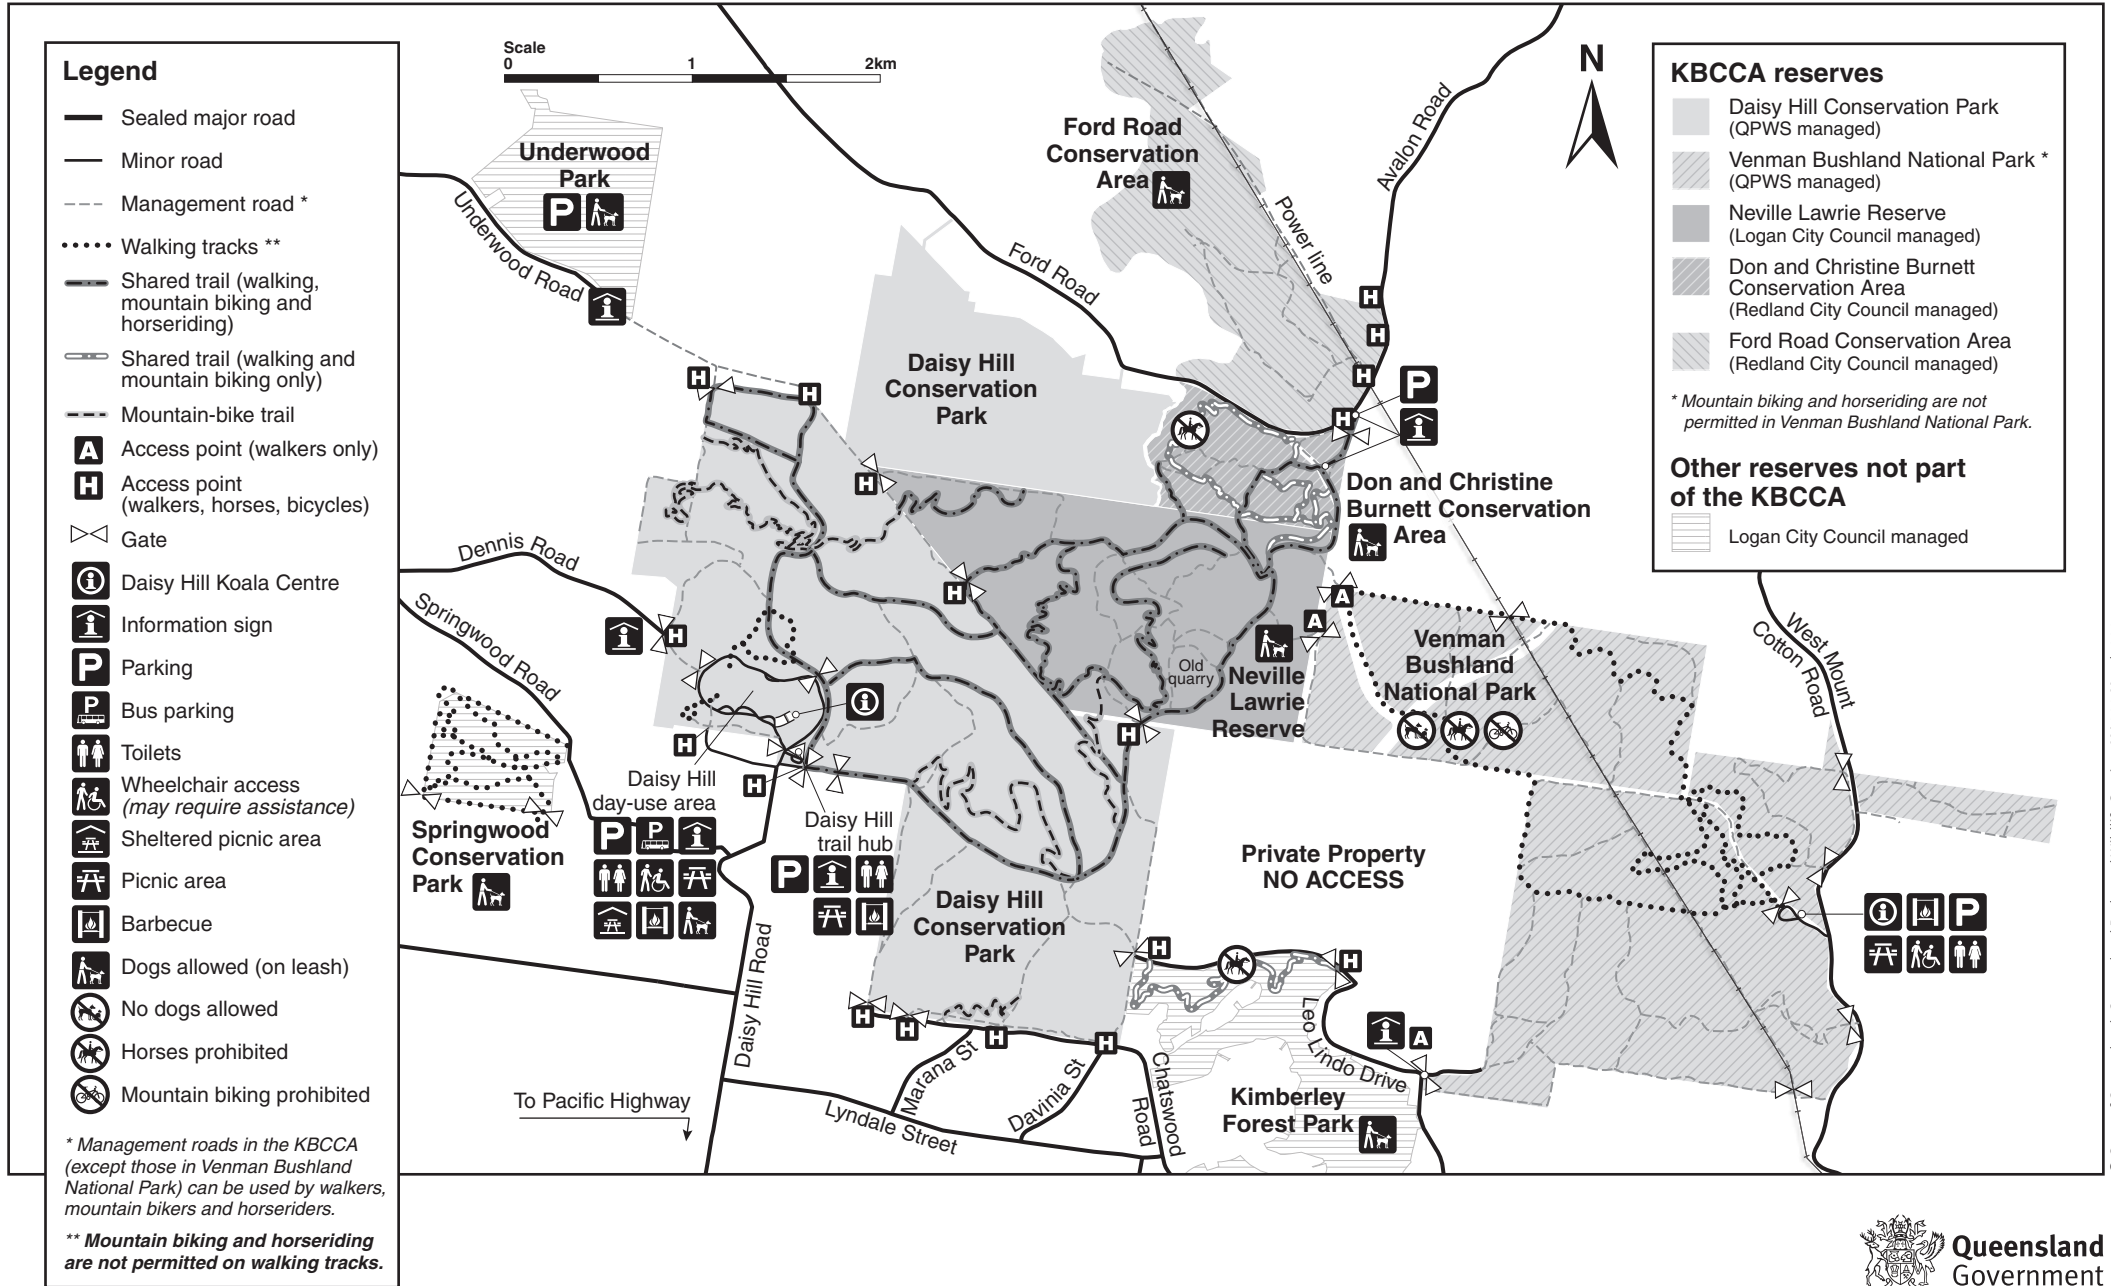 Legend
Sealed major road
Minor road
Management road *
Walking tracks **
Shared trail (walking,
mountain biking and
horseriding)
Shared trail (walking and
mountain biking only)
Mountain-bike trail
A
Access point (walkers only)
H
Access point
(walkers, horses, bicycles)
Gate
Daisy Hill Koala Centre
Information sign
P
Parking
P
Bus parking
Toilets
Wheelchair access
(may require assistance)
Sheltered picnic area
Picnic area
Barbecue
Dogs allowed (on leash)
No dogs allowed
Horses prohibited
Mountain biking prohibited
* Management roads in the KBCCA
(except those in Venman Bushland
National Park) can be used by walkers,
mountain bikers and horseriders.
** Mountain biking and horseriding
are not permitted on walking tracks.
Scale
0 1 2km
N
KBCCA reserves
Daisy Hill Conservation Park
(QPWS managed)
Venman Bushland National Park *
(QPWS managed)
Neville Lawrie Reserve
(Logan City Council managed)
Don and Christine Burnett
Conservation Area
(Redland City Council managed)
Ford Road Conservation Area
(Redland City Council managed)
* Mountain biking and horseriding are not
permitted in Venman Bushland National Park.
Other reserves not part
of the KBCCA
Logan City Council managed
Underwood
Park
P
Underwood Road
Ford Road
Conservation
Area
Avalon Road
Power line
Ford Road
H
H
H
H
P
Daisy Hill
Conservation
Park
H
H
H
Don and Christine
Burnett Conservation
Area
Dennis Road
Springwood Road
H
H
A
A
Venman
Bushland
National Park
West Mount
Cotton Road
Old
quarry
Neville
Lawrie
Reserve
H
H
H
Daisy Hill
day-use area
P
P
Daisy Hill
trail hub
P
Springwood
Conservation
Park
Private Property
NO ACCESS
P
Daisy Hill
Conservation
Park
H
H
H
H
H
H
Daisy Hill Road
Leo Lindo Drive
A
Marana St
Davinia St
Chatswood
Road
Lyndale Street
To Pacific Highway
Kimberley
Forest Park
Queensland
Government